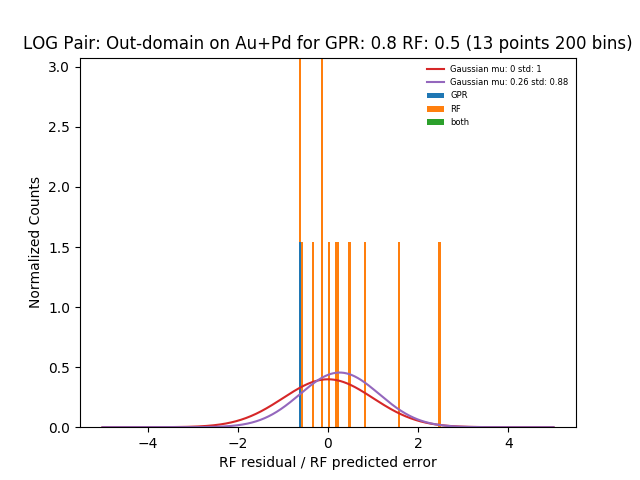 LOG Pair: Out-domain on Au+Pd for GPR: 0.8 RF: 0.5 (13 points 200 bins)
Gaussian mu: 0 std: 1
Gaussian mu: 0.26 std: 0.88
GPR
RF
both
3.0
2.5
2.0
1.5
1.0
0.5
0.0
Normalized Counts
−4
−2
0
2
4
RF residual / RF predicted error